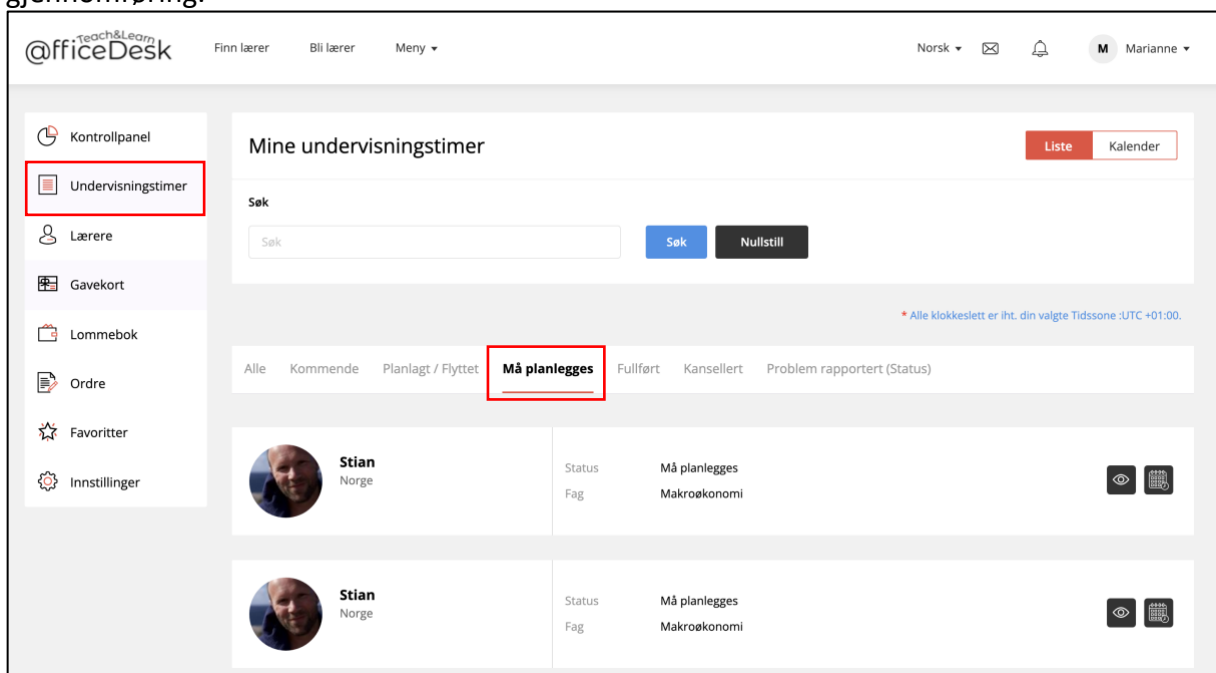 gjennomføring.
Teach&Learn
@fficeDesk
Finn lærer Bli lærer Meny
Norsk M Marianne
Kontrollpanel
Undervisningstimer
Lærere
Gavekort
Lommebok
Ordre
Favoritter
Innstillinger
Mine undervisningstimer
Liste Kalender
Søk
Søk Søk Nullstill
* Alle klokkeslett er iht. din valgte Tidssone :UTC +01:00.
Alle Kommende Planlagt / Flyttet Må planlegges Fullført Kansellert Problem rapportert (Status)
Stian
Norge
Status Må planlegges
Fag Makroøkonomi
Stian
Norge
Status Må planlegges
Fag Makroøkonomi